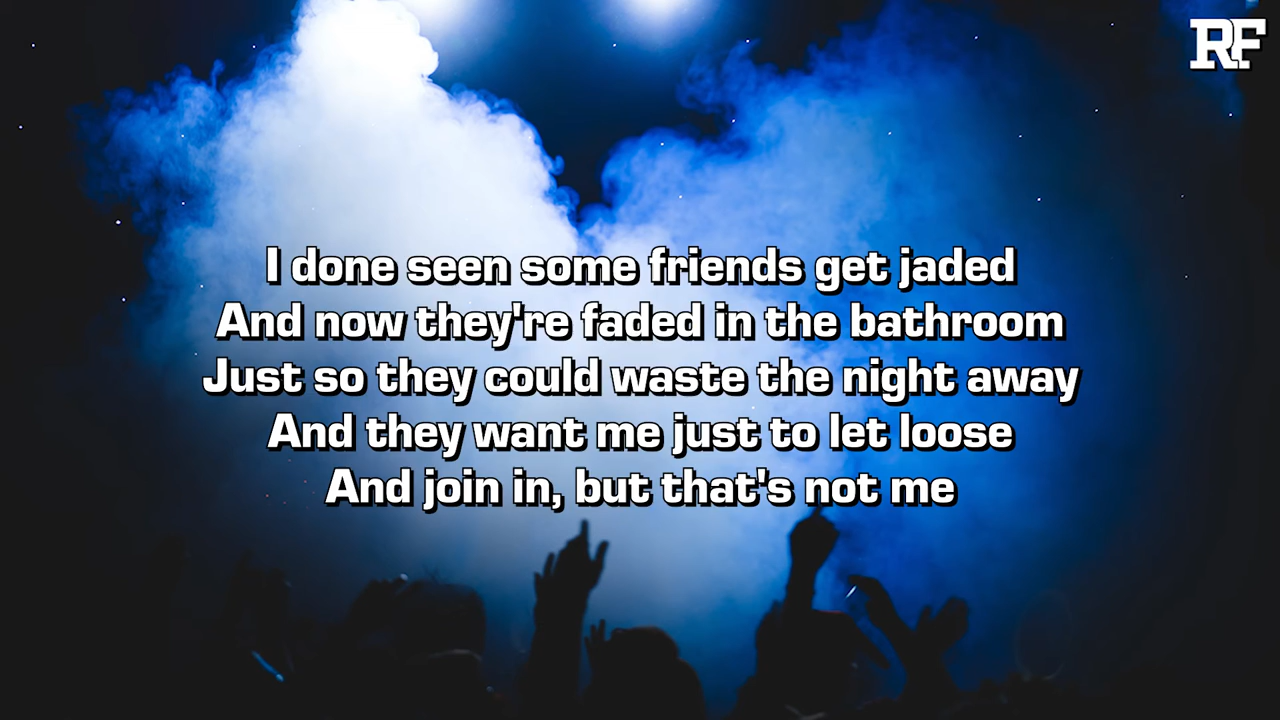 RF
I done seen some friends get jaded
And now they're faded in the bathroom
Just so they could waste the night away
And they want me just to let loose
And join in, but that's not me